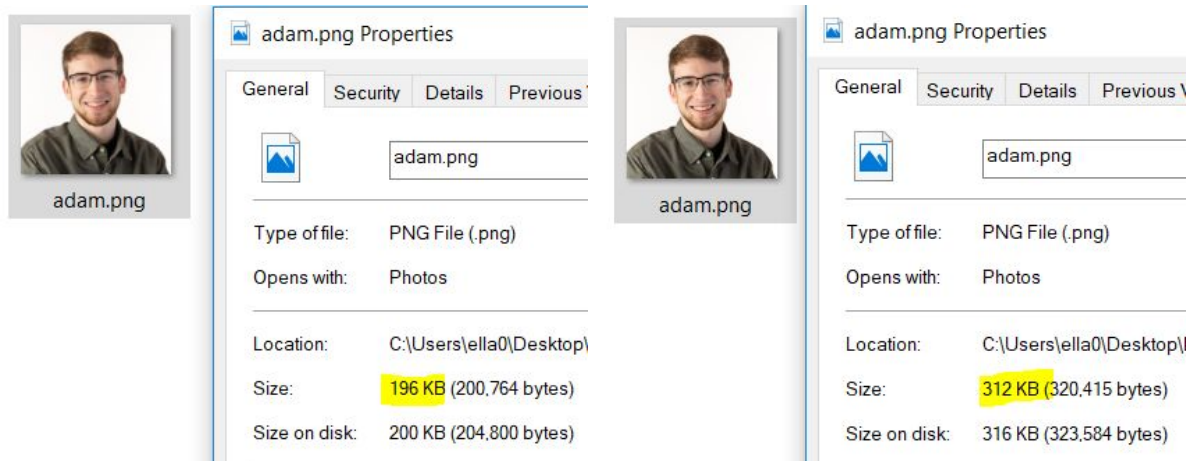 adam.png
adam.png Properties
General Security Details Previous
adam.png
Type of file: PNG File (.png)
Opens with: Photos
Location: C:\Users\ella0\Desktop\
Size: 196 KB (200,764 bytes)
Size on disk: 200 KB (204,800 bytes)
adam.png
adam.png Properties
General Security Details Previous
adam.png
Type of file: PNG File (.png)
Opens with: Photos
Location: C:\Users\ella0\Desktop\
Size: 312 KB (320,415 bytes)
Size on disk: 316 KB (323,584 bytes)